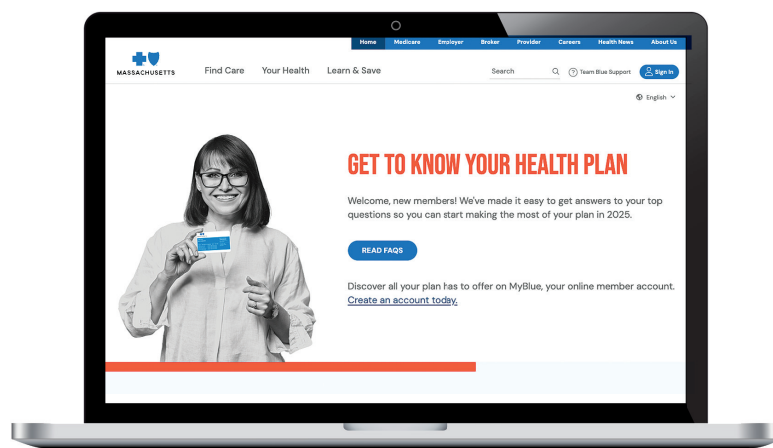 Home Medicare Employer Broker Provider Careers Health News About Us
MASSACHUSETTS
Find Care Your Health Learn & Save
Search
Team Blue Support
Sign In
English
GET TO KNOW YOUR HEALTH PLAN
Welcome, new members! We've made it easy to get answers to your top
questions so you can start making the most of your plan in 2025.
READ FAQS
Discover all your plan has to offer on MyBlue, your online member account.
Create an account today.